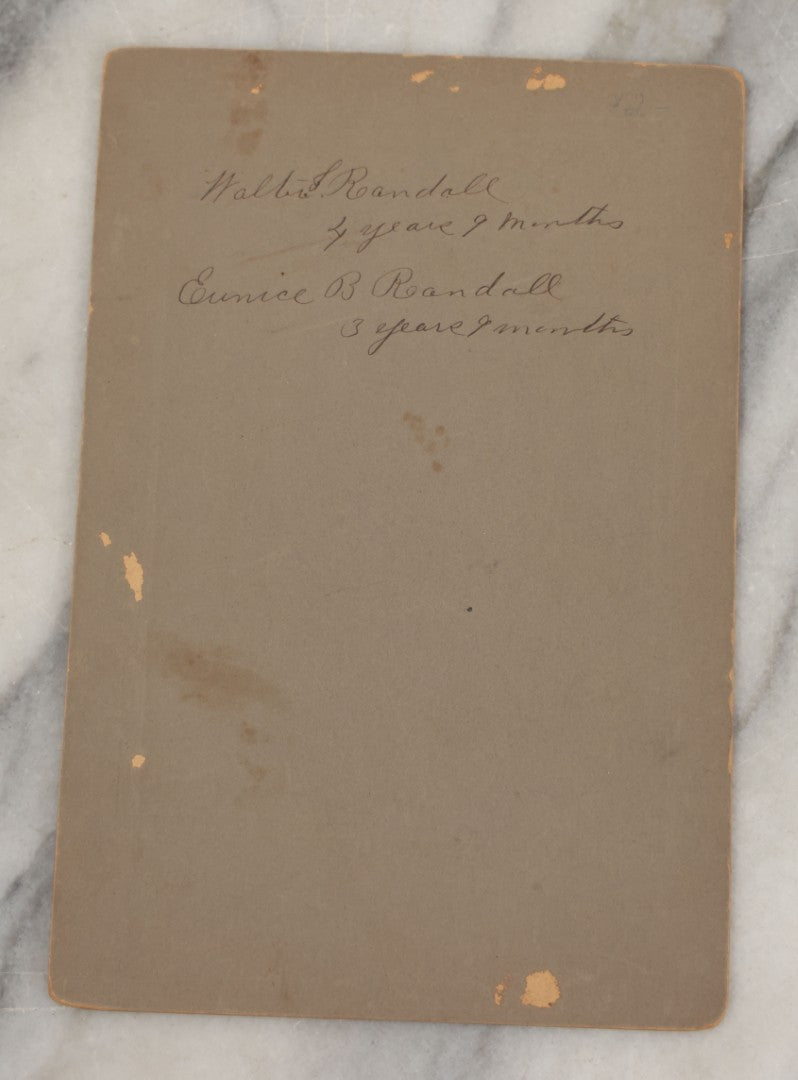 Walter S Randall
4 years 9 months
Eunice B Randall
3 years 9 months